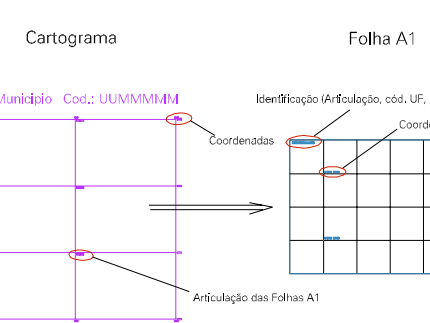 Cartograma
Folha A1
Municipio Cod.: UUMMMMM
Identificação (Articulação, cód. UF,
Coordenadas
Articulação das Folhas A1